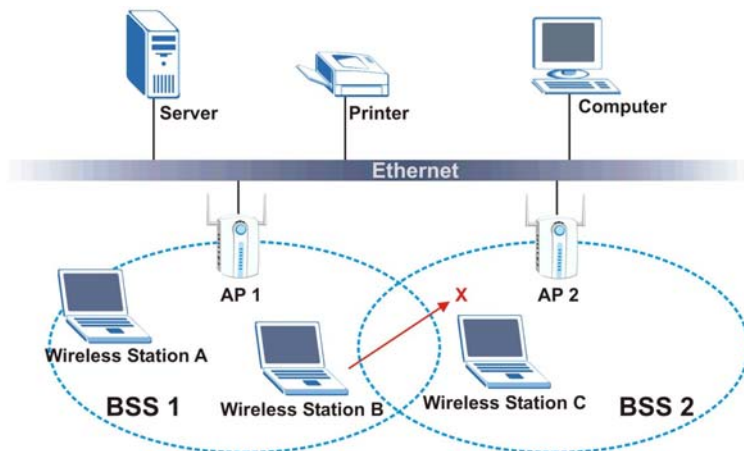 Server
Printer
Computer
Ethernet
AP 1
AP 2
X
Wireless Station A
Wireless Station B
Wireless Station C
BSS 1
BSS 2